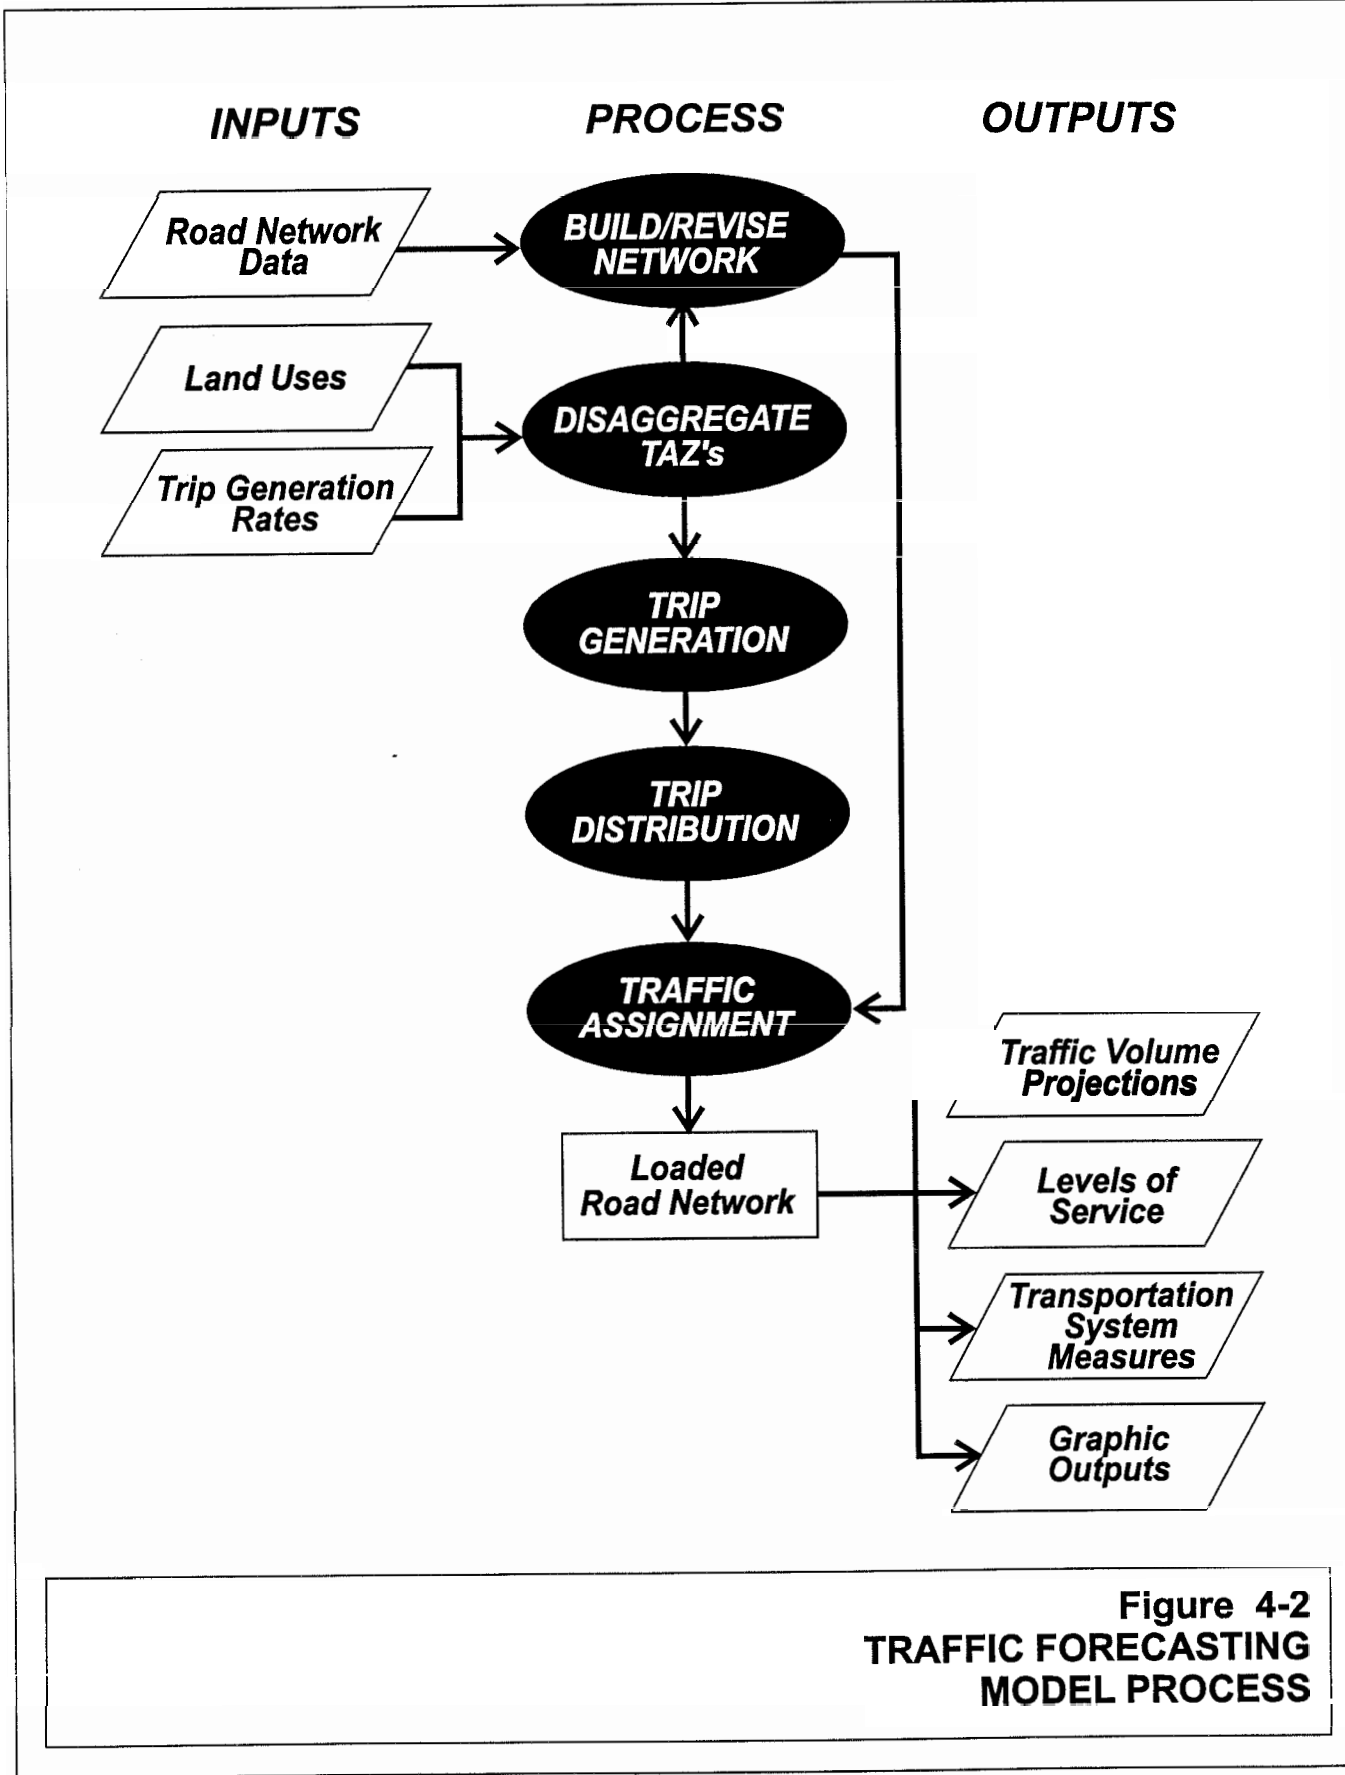 INPUTS
PROCESS
OUTPUTS
Road Network
Data
BUILD/REVISE
NETWORK
Land Uses
DISAGGREGATE
TAZ's
Trip Generation
Rates
TRIP
GENERATION
TRIP
DISTRIBUTION
TRAFFIC
ASSIGNMENT
Traffic Volume
Projections
Loaded
Road Network
Levels of
Service
Transportation
System
Measures
Graphic
Outputs
Figure 4-2
TRAFFIC FORECASTING
MODEL PROCESS